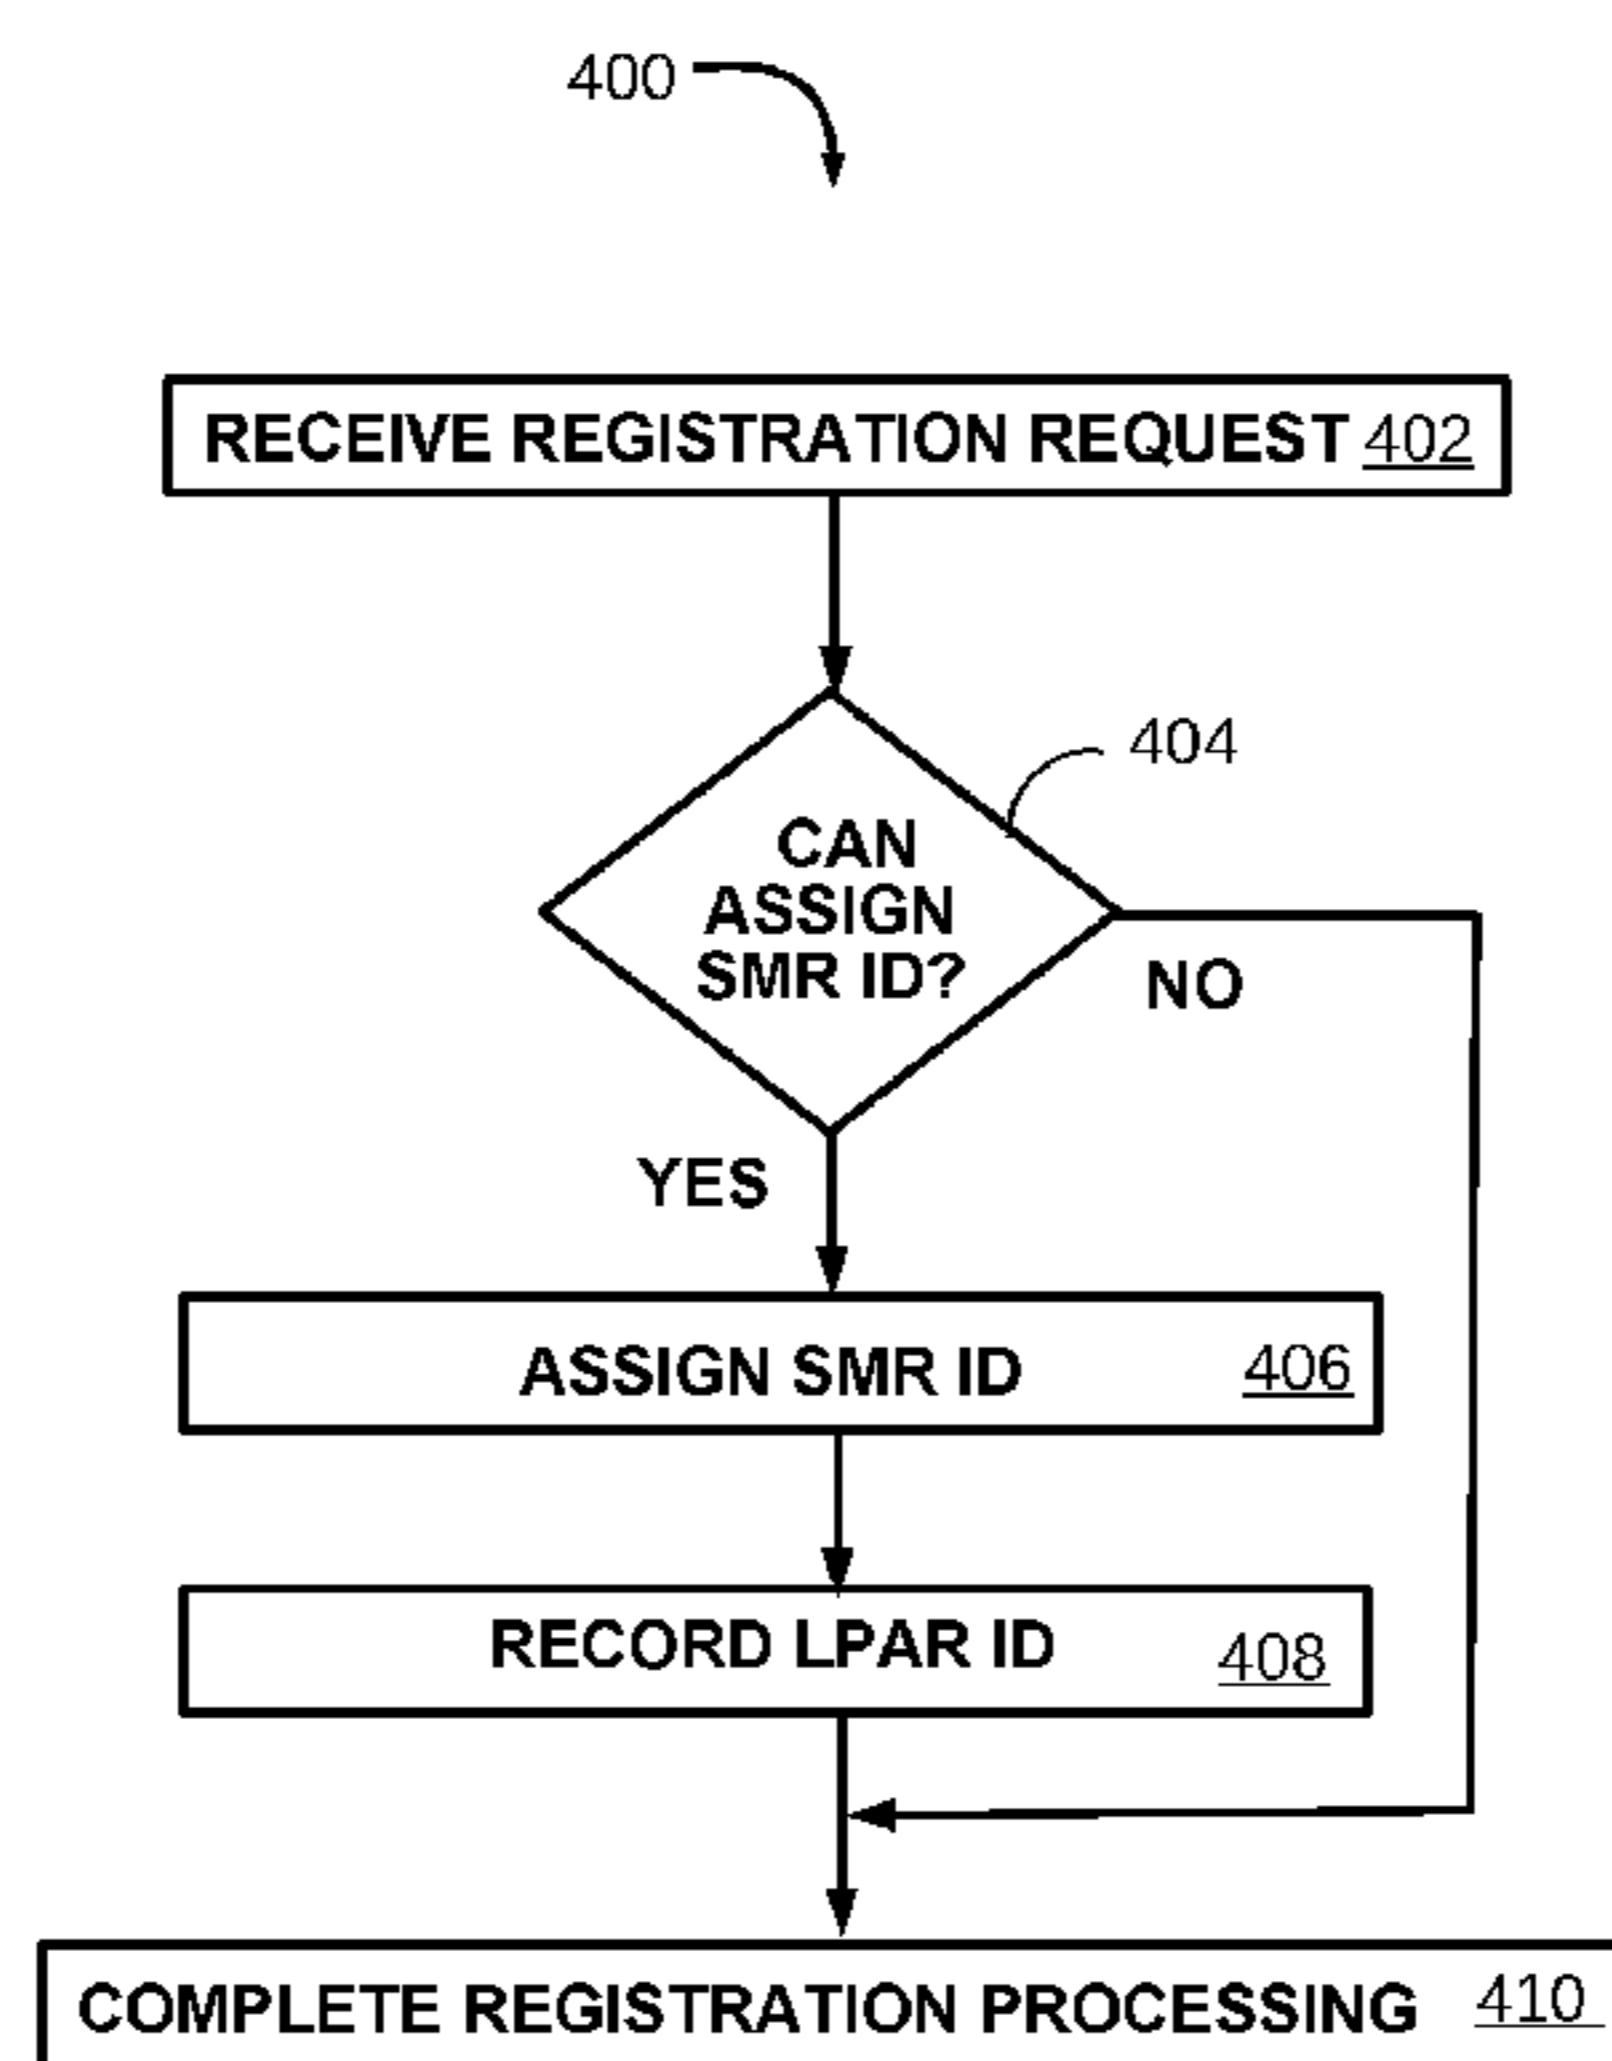 400
RECEIVE REGISTRATION REQUEST 402
404
CAN
ASSIGN
SMR ID?
NO
YES
ASSIGN SMR ID 406
RECORD LPAR ID 408
COMPLETE REGISTRATION PROCESSING 410